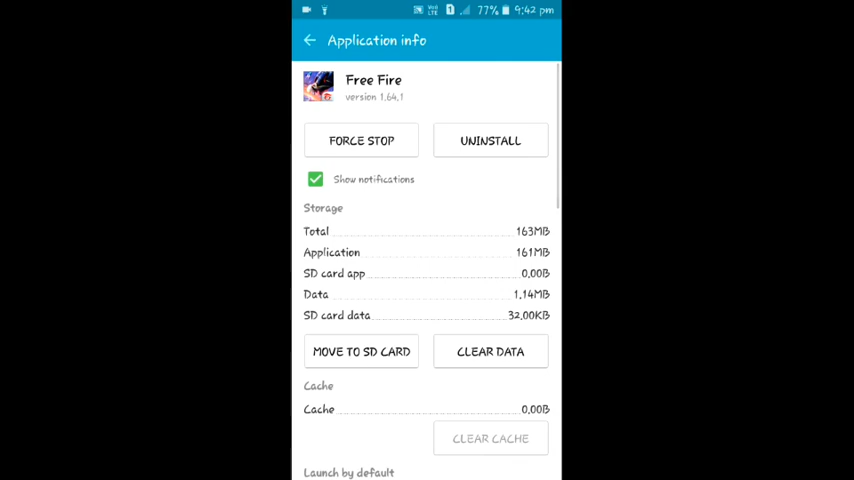 VoLTE 1 77% 9:42 pm
Application info
Free Fire
version 1.64.1
FORCE STOP
UNINSTALL
Show notifications
Storage
Total 163MB
Application 161MB
SD card app 0.00B
Data 1.14MB
SD card data 32.00KB
MOVE TO SD CARD
CLEAR DATA
Cache
Cache 0.00B
CLEAR CACHE
Launch by default